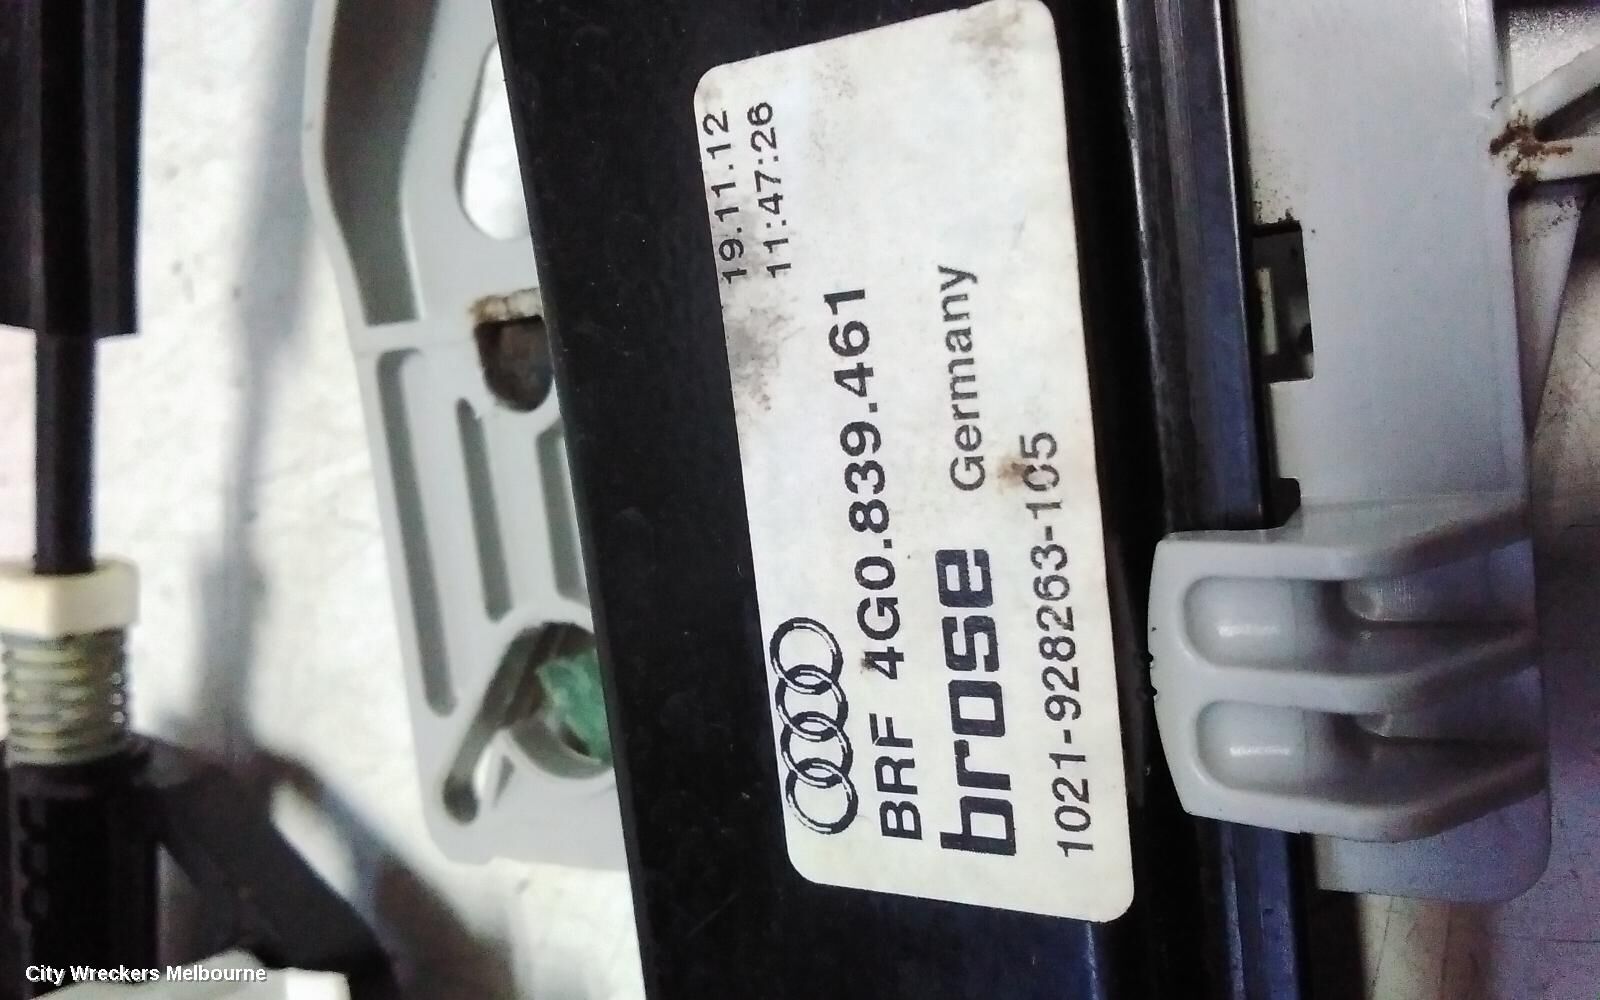 19.11.12
11:47:26
BRF 4G0.839.461
brose Germany
1021-928263-105
City Wreckers Melbourne